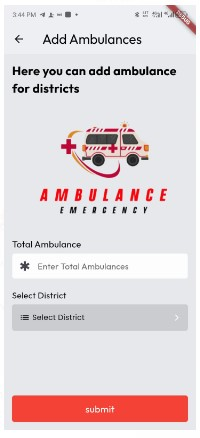 3:44 PM
Add Ambulances
Here you can add ambulance
for districts
AMBULANCE
EMERGENCY
Total Ambulance
Enter Total Ambulances
Select District
Select District
submit